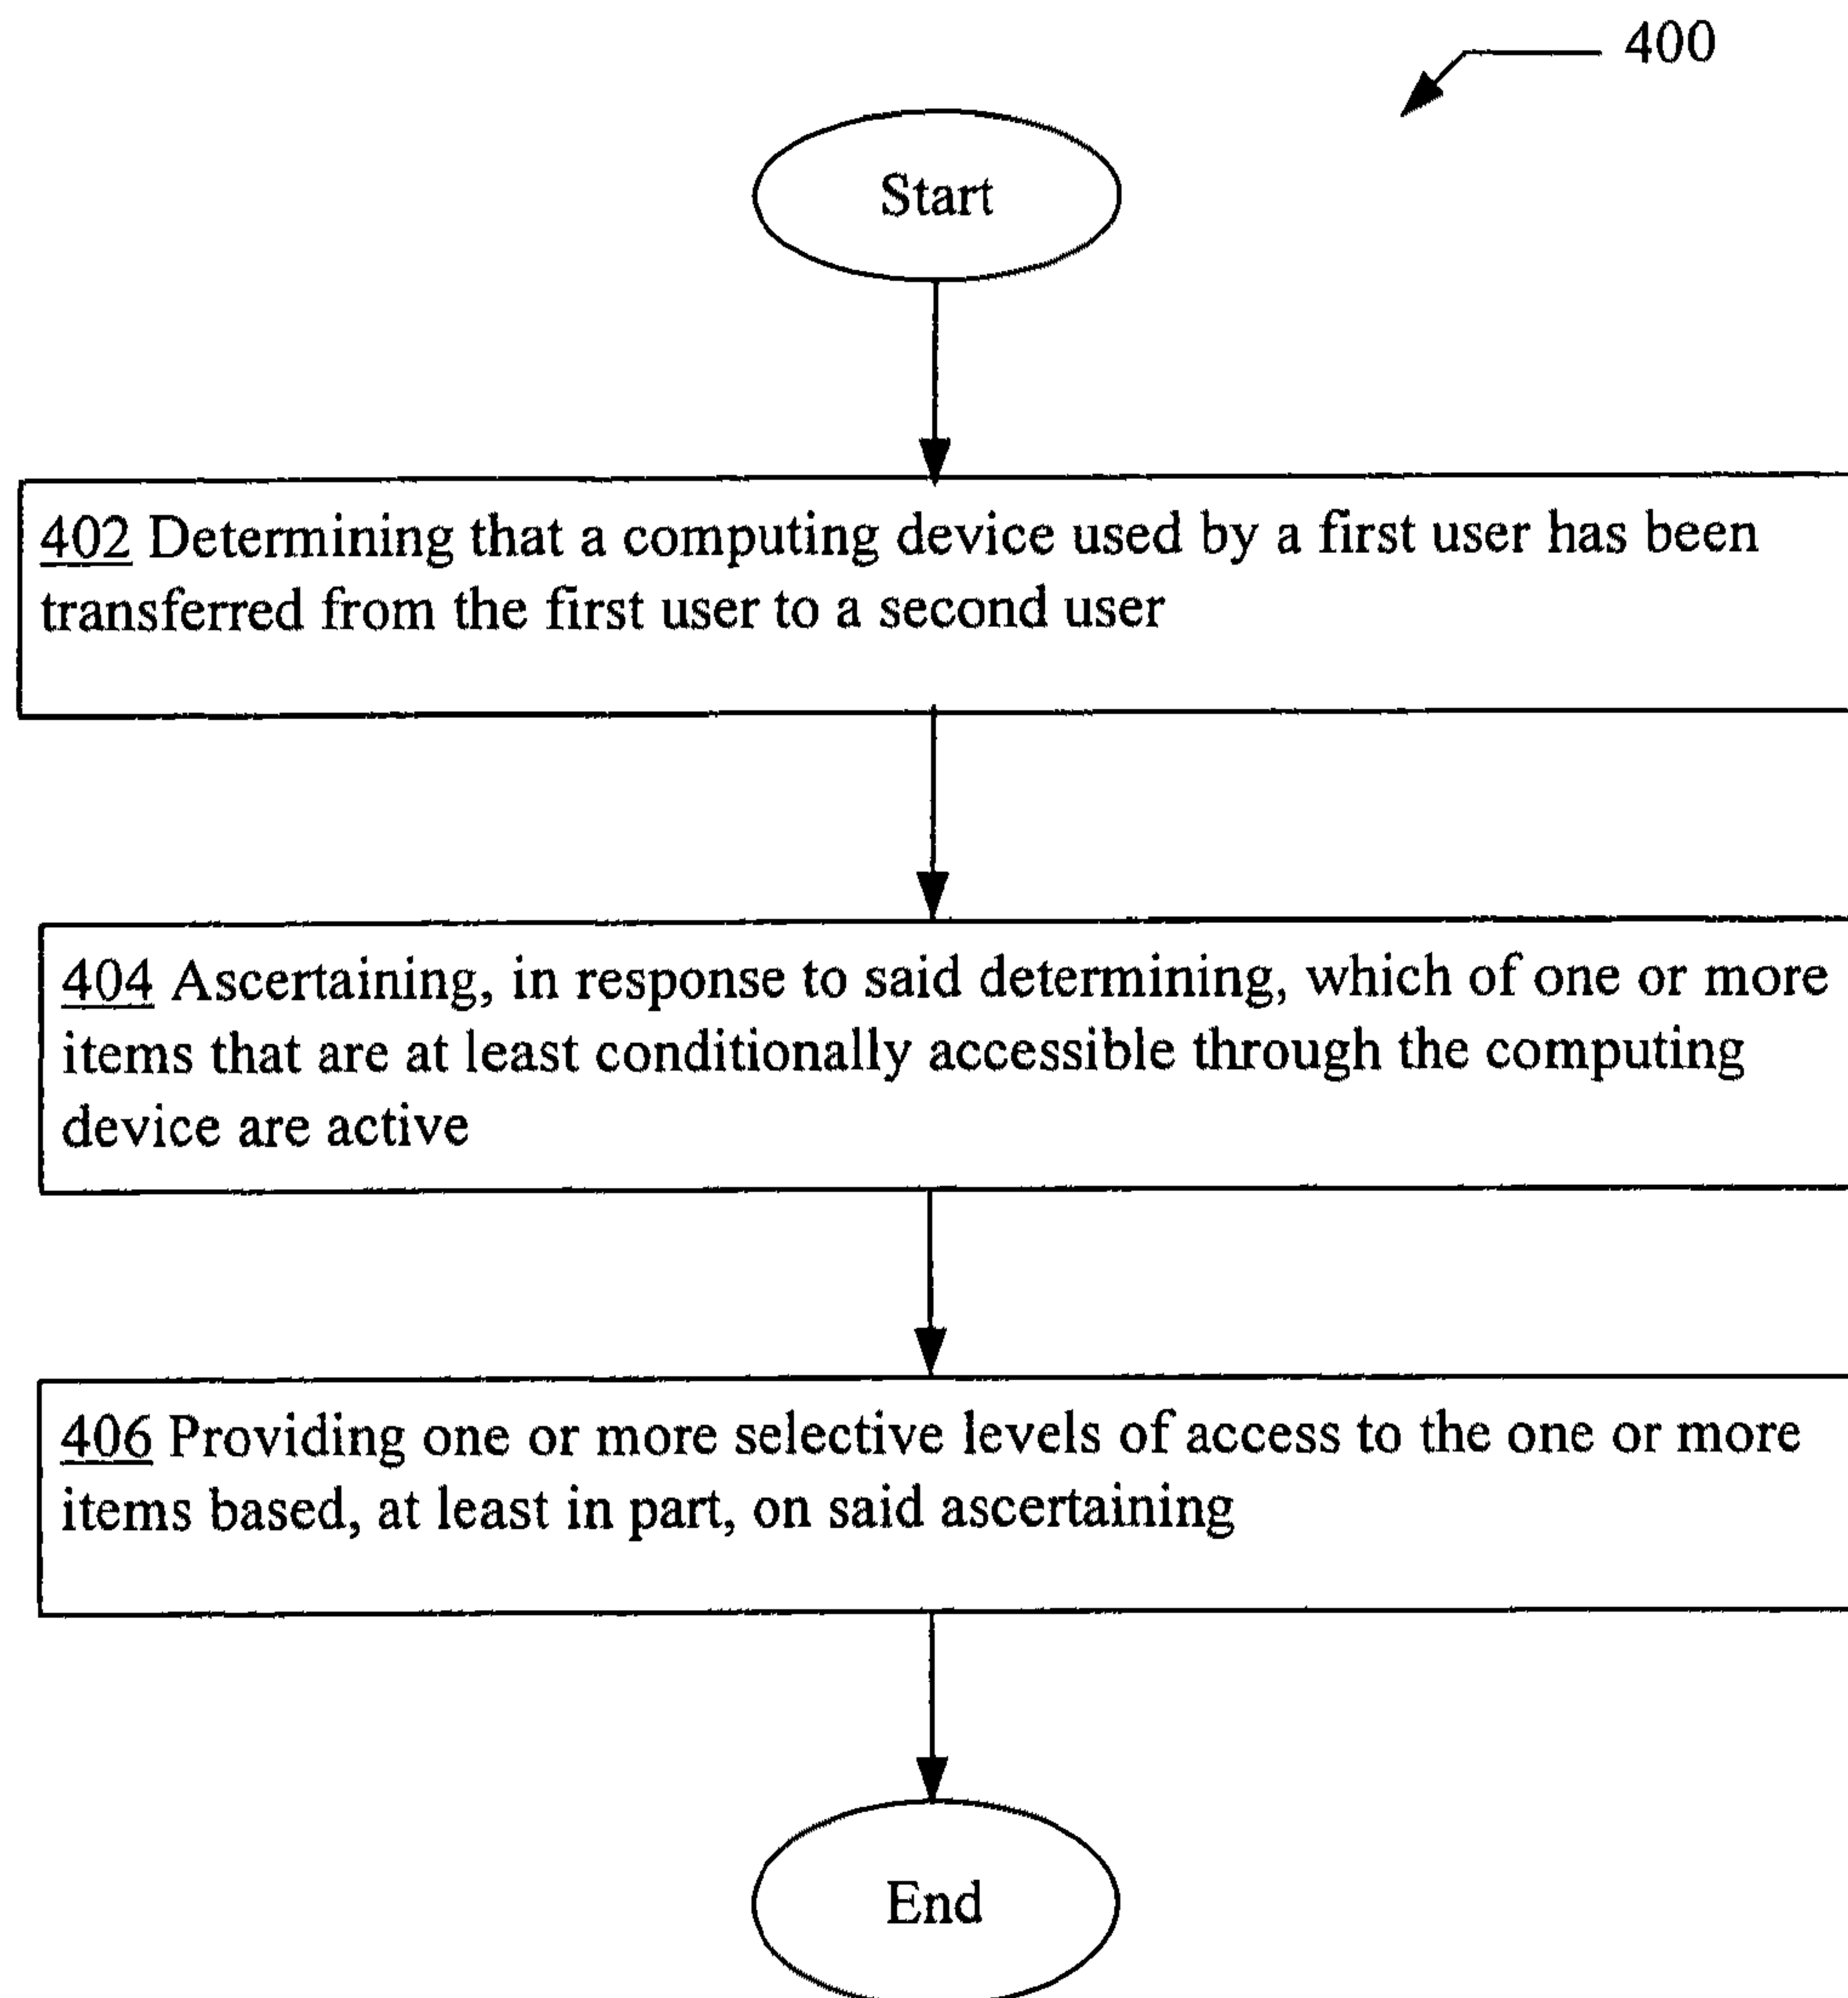 400
Start
402 Determining that a computing device used by a first user has been
transferred from the first user to a second user
404 Ascertaining, in response to said determining, which of one or more
items that are at least conditionally accessible through the computing
device are active
406 Providing one or more selective levels of access to the one or more
items based, at least in part, on said ascertaining
End